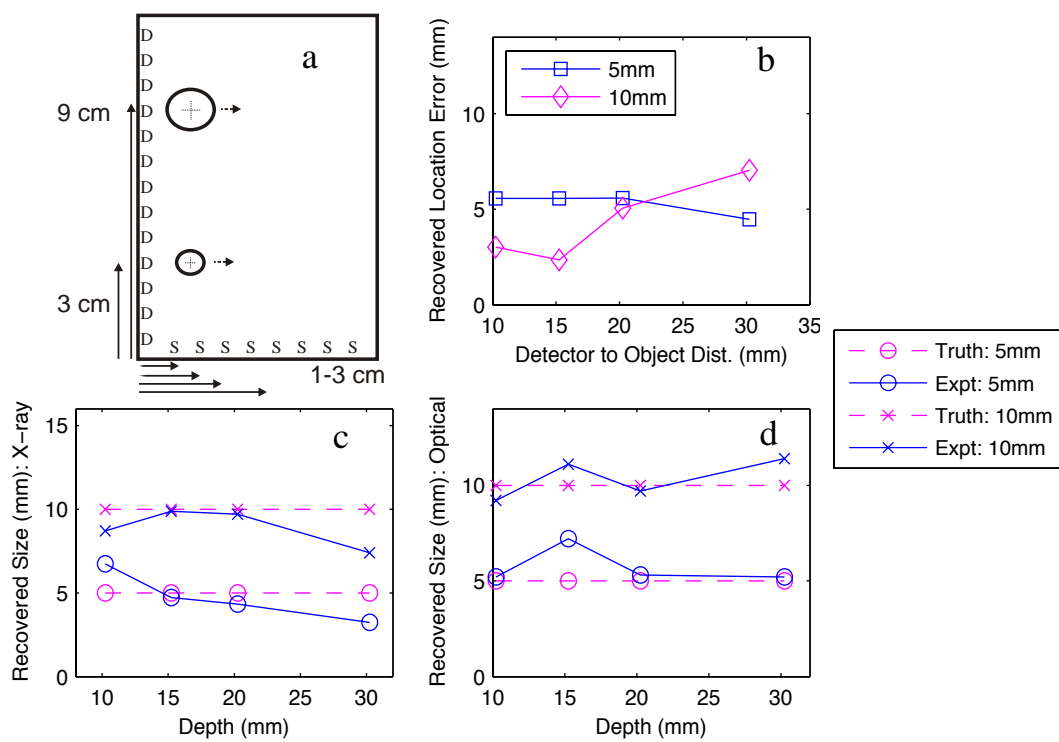 a
D
D
D
D
D
D
D
D
D
D
D
D
D
9 cm
3 cm
S S S S S S S S
1-3 cm
b
5mm
10mm
Recovered Location Error (mm)
10
5
0
10 15 20 25 30 35
Detector to Object Dist. (mm)
c
Recovered Size (mm): X-ray
15
10
5
0
10 15 20 25 30
Depth (mm)
d
Recovered Size (mm): Optical
10
5
0
10 15 20 25 30
Depth (mm)
Truth: 5mm
Expt: 5mm
Truth: 10mm
Expt: 10mm